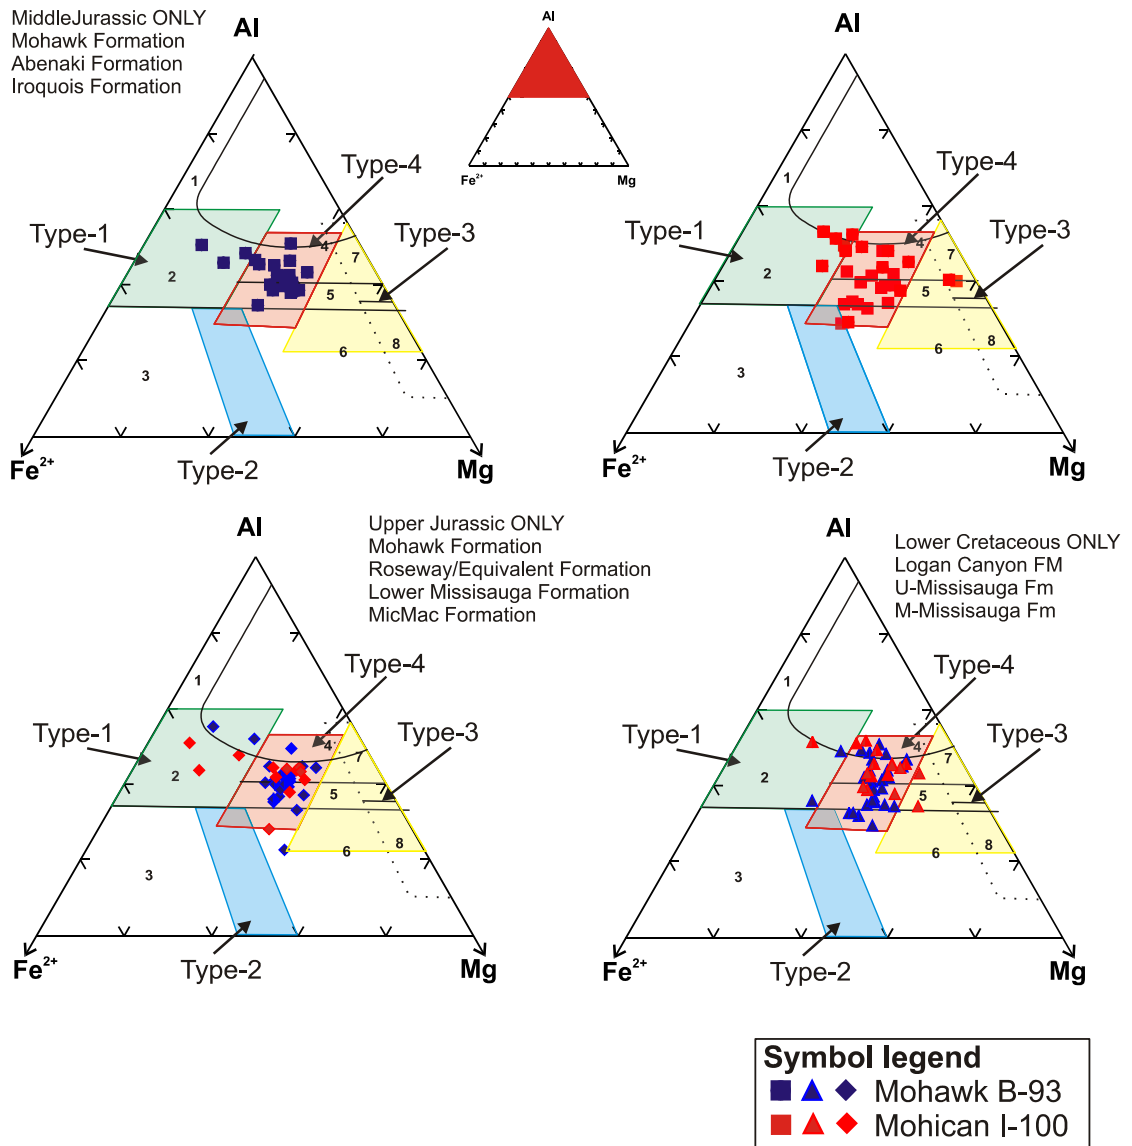 MiddleJurassic ONLY
Mohawk Formation
Abenaki Formation
Iroquois Formation
Al
1
2
3
4
5
6
7
8
Type-1
Type-4
Type-3
Type-2
Fe²⁺
Mg
Al
Fe²⁺
Mg
Al
1
2
3
4
5
6
7
8
Type-1
Type-4
Type-3
Type-2
Fe²⁺
Mg
Upper Jurassic ONLY
Mohawk Formation
Roseway/Equivalent Formation
Lower Missisauga Formation
MicMac Formation
Al
1
2
3
4
5
6
7
8
Type-1
Type-4
Type-3
Type-2
Fe²⁺
Mg
Lower Cretaceous ONLY
Logan Canyon FM
U-Missisauga Fm
M-Missisauga Fm
Al
1
2
3
4
5
6
7
8
Type-1
Type-4
Type-3
Type-2
Fe²⁺
Mg
Symbol legend
Mohawk B-93
Mohican I-100